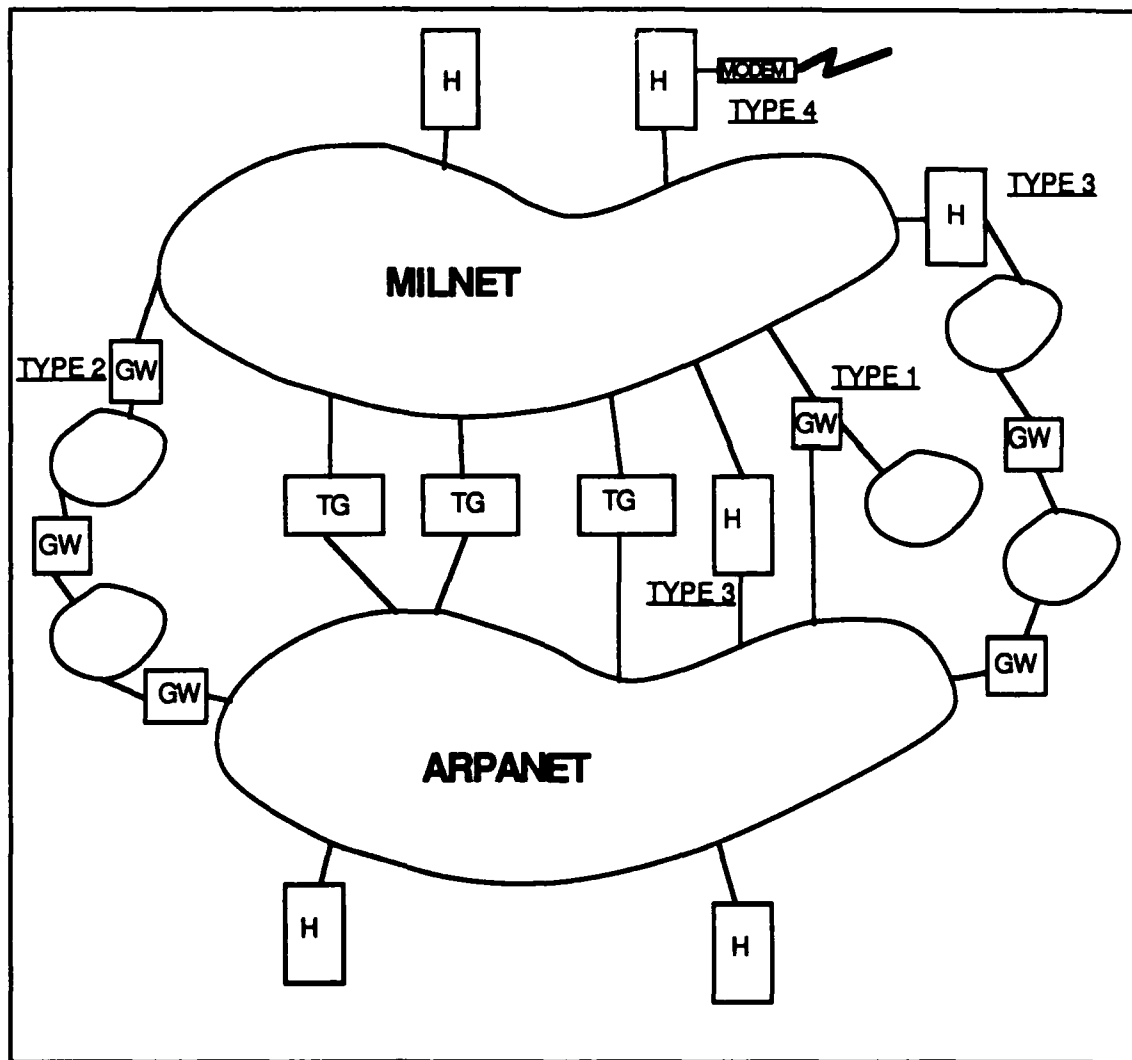 H
H
MODEM
TYPE 4
TYPE 3
H
MILNET
TYPE 2
GW
TYPE 1
GW
GW
TG
TG
TG
H
GW
TYPE 3
GW
GW
ARPANET
H
H